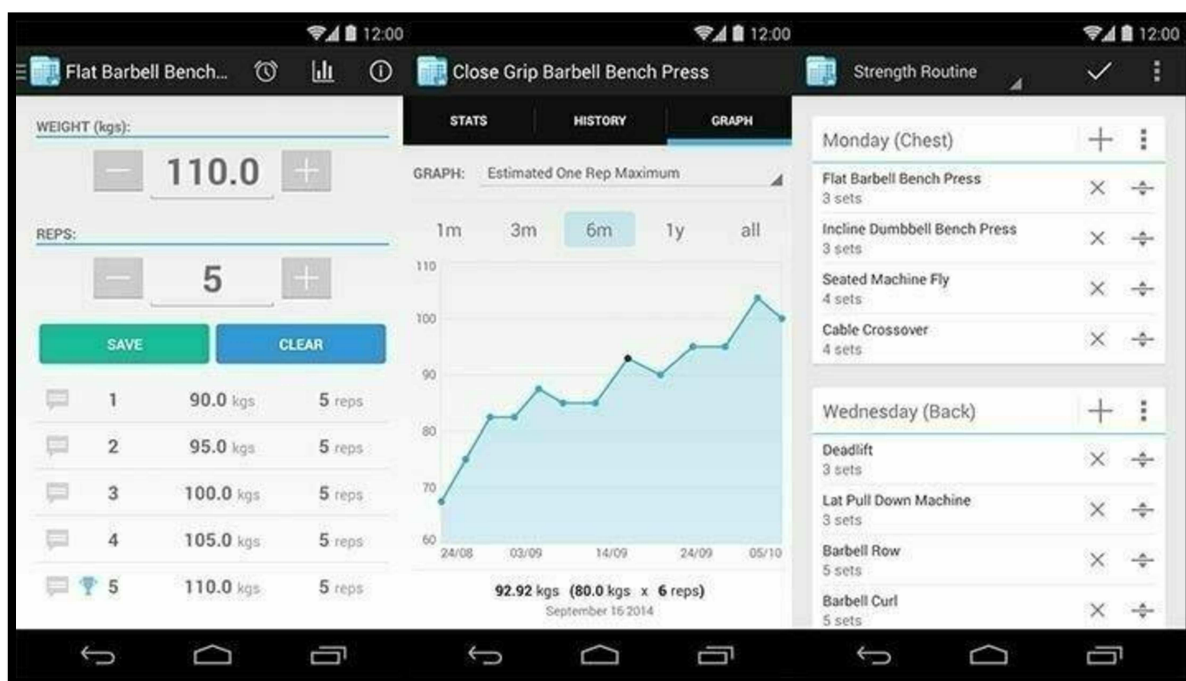 12:00
Flat Barbell Bench...
WEIGHT (kgs):
110.0
REPS:
5
SAVE CLEAR
1 90.0 kgs 5 reps
2 95.0 kgs 5 reps
3 100.0 kgs 5 reps
4 105.0 kgs 5 reps
5 110.0 kgs 5 reps
12:00
Close Grip Barbell Bench Press
STATS HISTORY GRAPH
GRAPH: Estimated One Rep Maximum
1m 3m 6m 1y all
110
100
90
80
70
60
24/08 03/09 14/09 24/09 05/10
92.92 kgs (80.0 kgs x 6 reps)
September 16 2014
12:00
Strength Routine
Monday (Chest)
Flat Barbell Bench Press
3 sets
Incline Dumbbell Bench Press
3 sets
Seated Machine Fly
4 sets
Cable Crossover
4 sets
Wednesday (Back)
Deadlift
3 sets
Lat Pull Down Machine
3 sets
Barbell Row
5 sets
Barbell Curl
5 sets